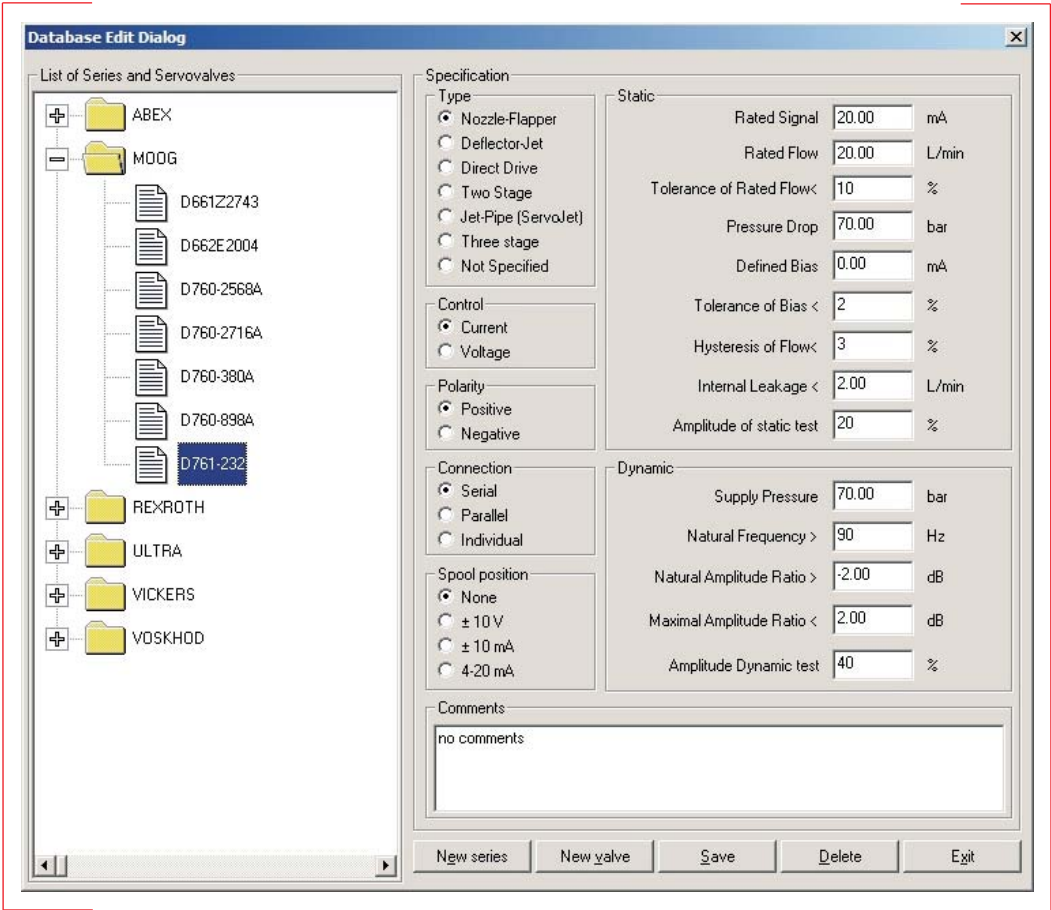 Database Edit Dialog
List of Series and Servovalves
ABEX
MOOG
D661Z2743
D662E2004
D760-2568A
D760-2716A
D760-380A
D760-898A
D761-232
REXROTH
ULTRA
VICKERS
VOSKHOD
Specification
Type
Nozzle-Flapper
Deflector-Jet
Direct Drive
Two Stage
Jet-Pipe (ServoJet)
Three stage
Not Specified
Control
Current
Voltage
Polarity
Positive
Negative
Connection
Serial
Parallel
Individual
Spool position
None
± 10 V
± 10 mA
4-20 mA
Static
Rated Signal 20.00 mA
Rated Flow 20.00 L/min
Tolerance of Rated Flow< 10 %
Pressure Drop 70.00 bar
Defined Bias 0.00 mA
Tolerance of Bias < 2 %
Hysteresis of Flow< 3 %
Internal Leakage < 2.00 L/min
Amplitude of static test 20 %
Dynamic
Supply Pressure 70.00 bar
Natural Frequency > 90 Hz
Natural Amplitude Ratio > -2.00 dB
Maximal Amplitude Ratio < 2.00 dB
Amplitude Dynamic test 40 %
Comments
no comments
New series New valve Save Delete Exit